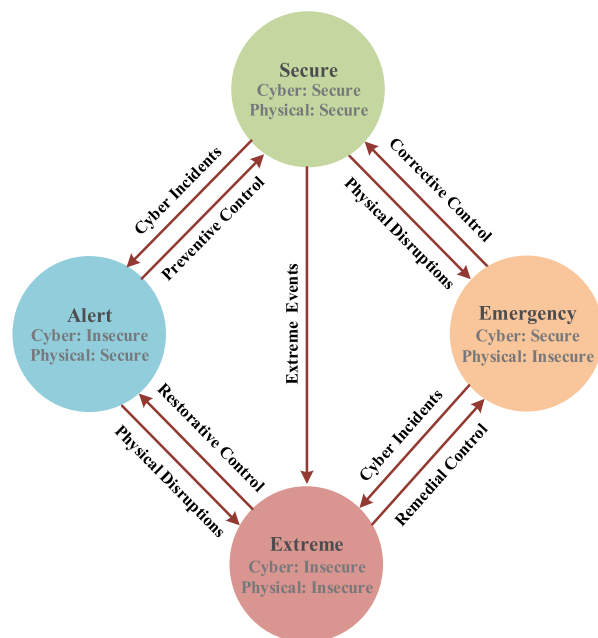 Secure
Cyber: Secure
Physical: Secure
Cyber Incidents
Preventive Control
Corrective Control
Physical Disruptions
Extreme Events
Alert
Cyber: Insecure
Physical: Secure
Emergency
Cyber: Secure
Physical: Insecure
Restorative Control
Physical Disruptions
Cyber Incidents
Remedial Control
Extreme
Cyber: Insecure
Physical: Insecure